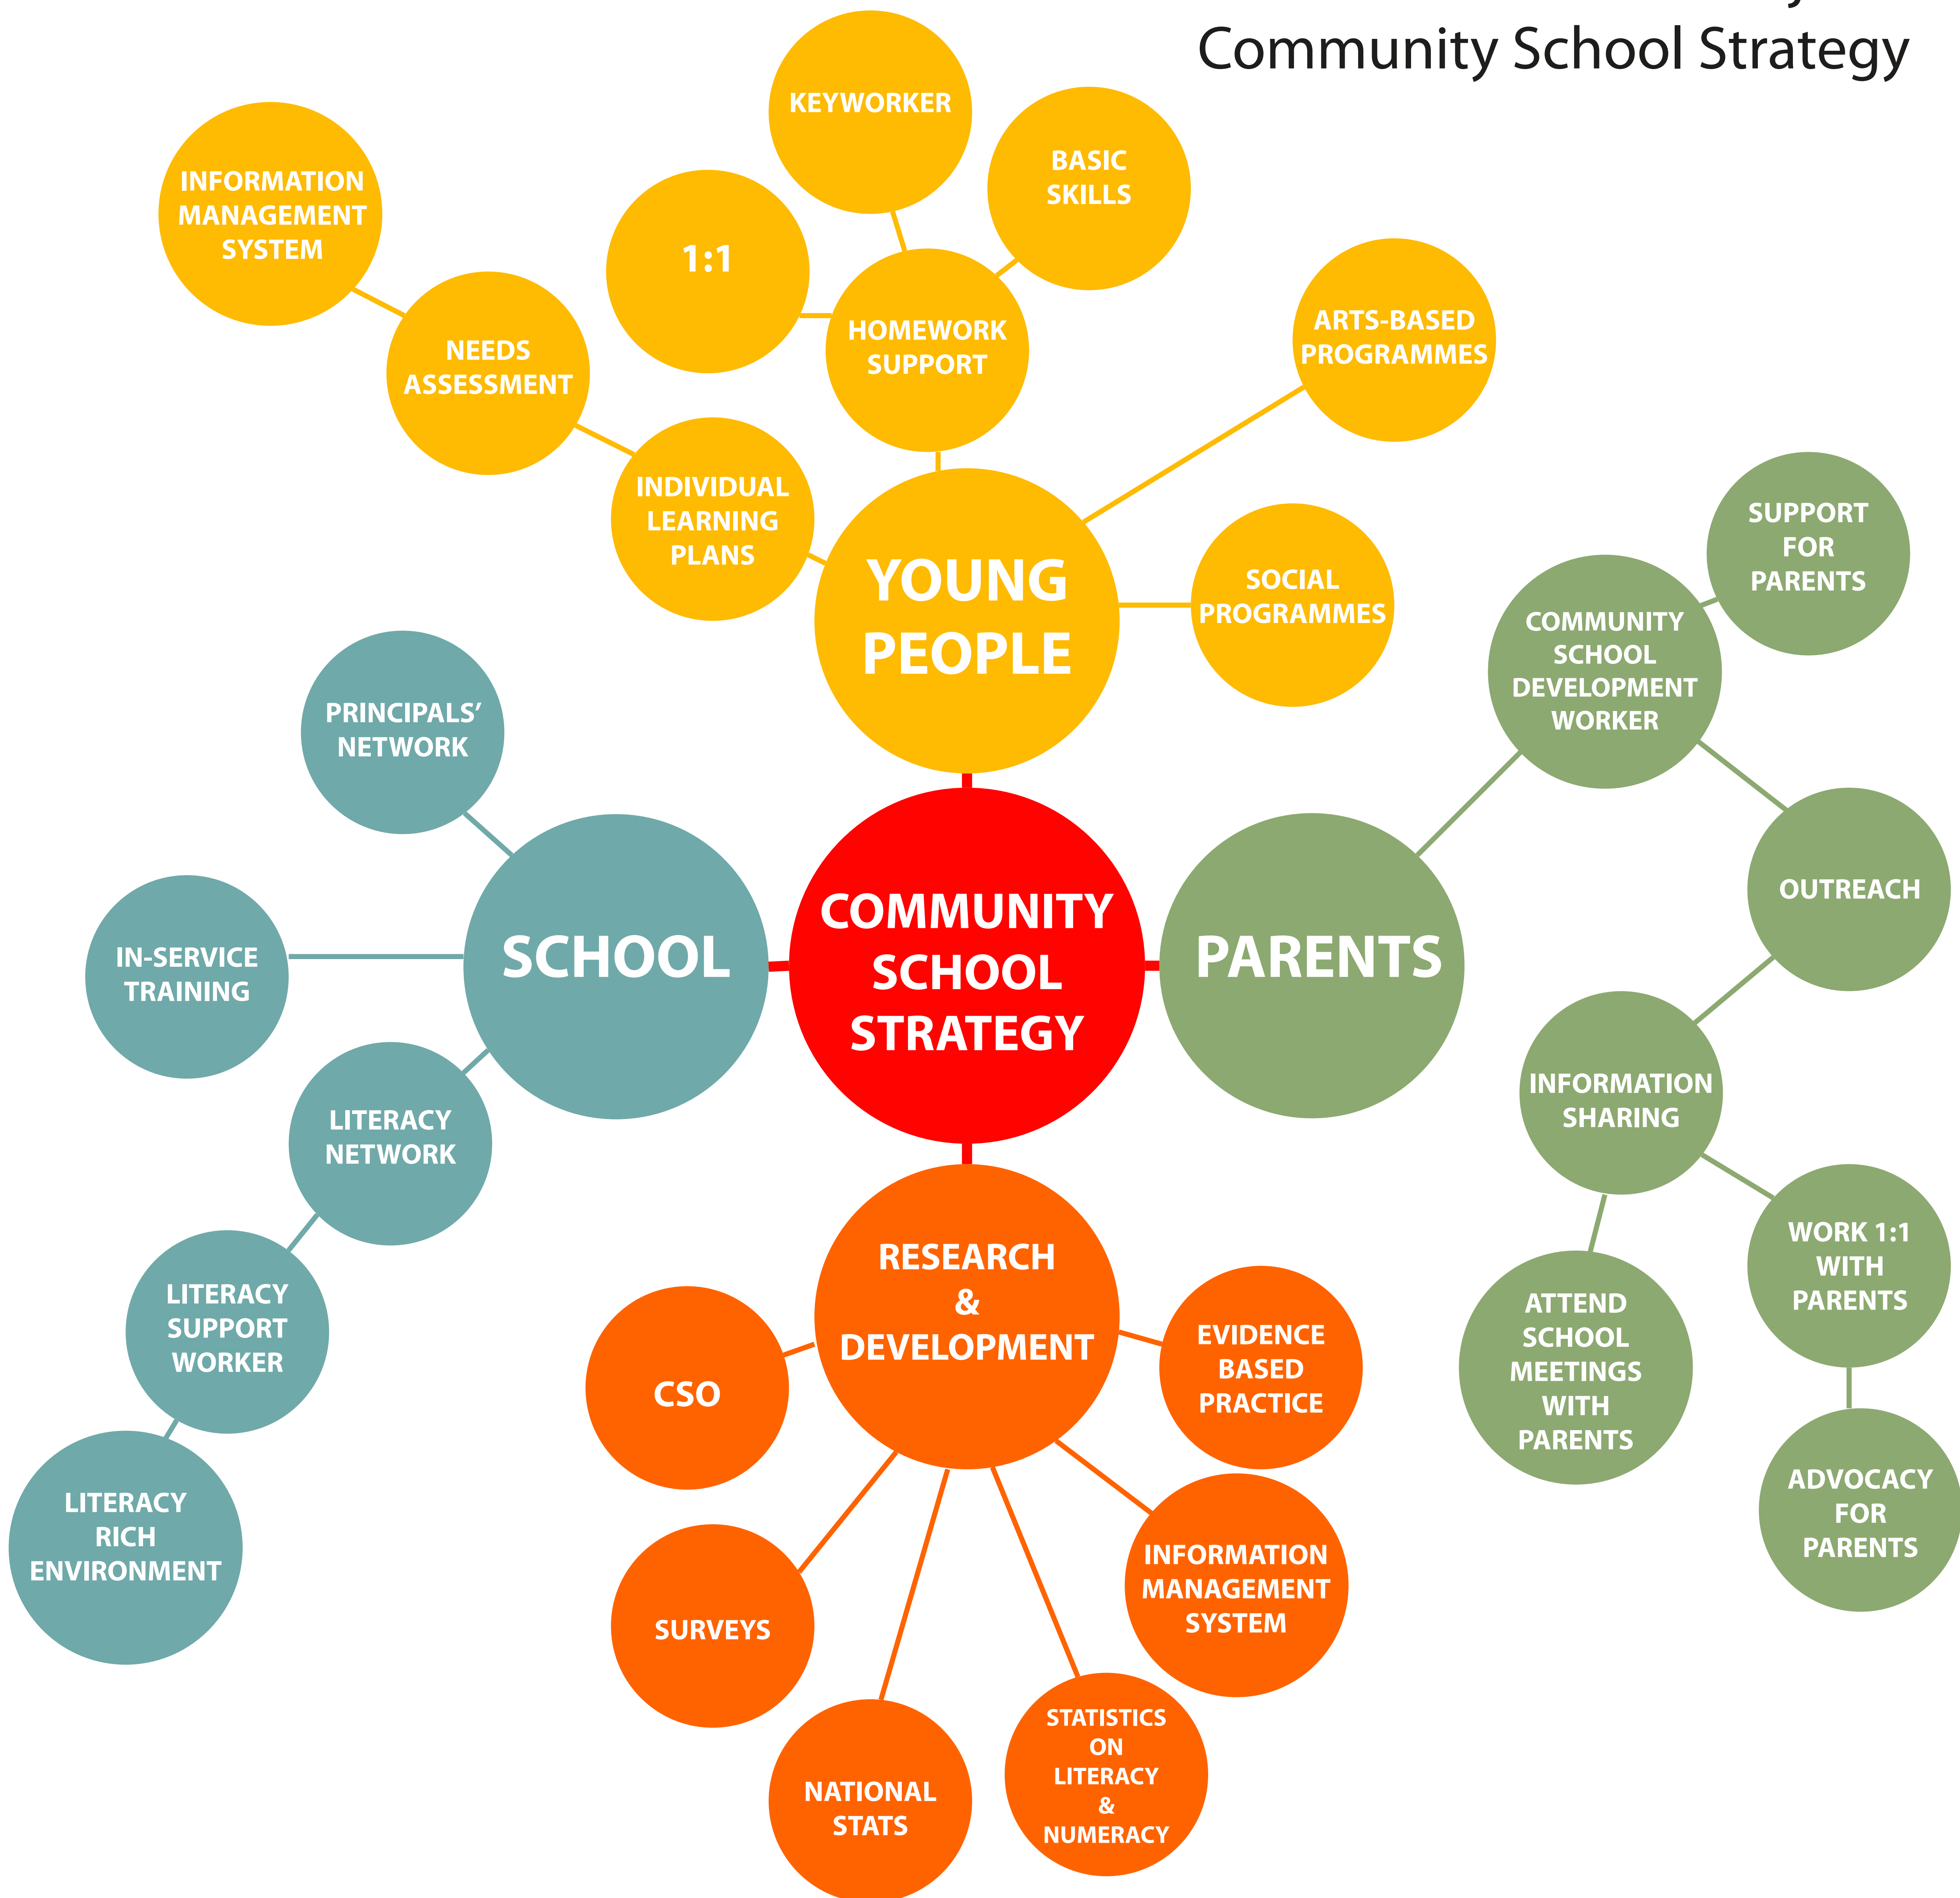 Community School Strategy
KEYWORKER
BASIC
SKILLS
INFORMATION
MANAGEMENT
SYSTEM
1:1
HOMEWORK
SUPPORT
ARTS-BASED
PROGRAMMES
NEEDS
ASSESSMENT
INDIVIDUAL
LEARNING
PLANS
YOUNG
PEOPLE
SOCIAL
PROGRAMMES
SUPPORT
FOR
PARENTS
COMMUNITY
SCHOOL
DEVELOPMENT
WORKER
PRINCIPALS’
NETWORK
SCHOOL
COMMUNITY
SCHOOL
STRATEGY
PARENTS
OUTREACH
IN-SERVICE
TRAINING
LITERACY
NETWORK
INFORMATION
SHARING
LITERACY
SUPPORT
WORKER
RESEARCH
&
DEVELOPMENT
WORK 1:1
WITH
PARENTS
CSO
EVIDENCE
BASED
PRACTICE
ATTEND
SCHOOL
MEETINGS
WITH
PARENTS
LITERACY
RICH
ENVIRONMENT
ADVOCACY
FOR
PARENTS
SURVEYS
INFORMATION
MANAGEMENT
SYSTEM
NATIONAL
STATS
STATISTICS
ON
LITERACY
&
NUMERACY